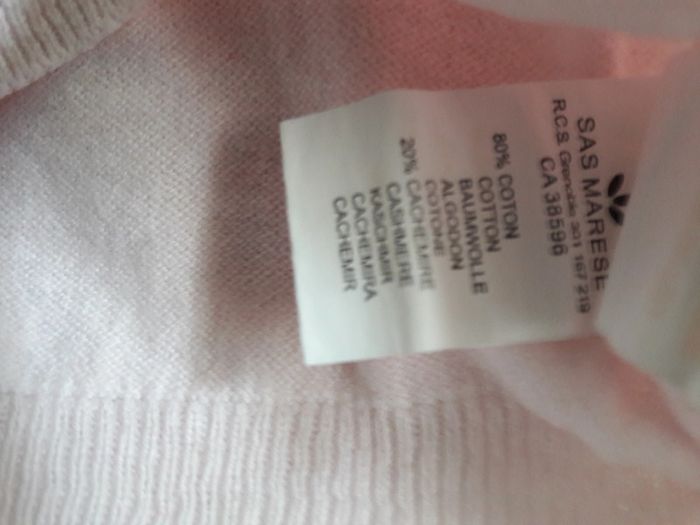 SAS MARESE
R.C.S. Grenoble 301 167 219
CA 38596
80% COTON
COTTON
BAUMWOLLE
ALGODON
COTONE
20% CACHEMIRE
CASHMERE
KASCHMIR
CACHEMIRA
CACHEMIR